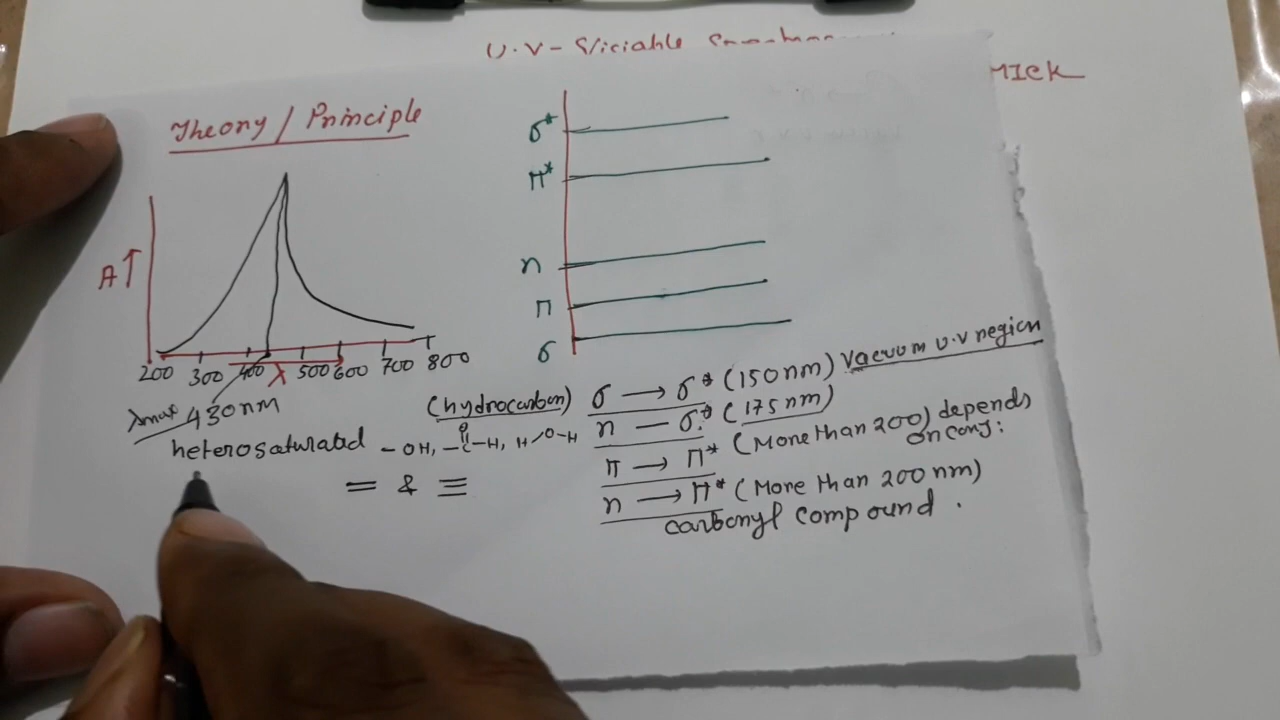 U.V-
MICK
Theory / Principle
A↑
200 300 400 λ 500 600 700 800
λmax 430nm
σ*
π*
n
π
σ
(hydrocarbon) σ → σ* (150nm) Vacuum U.V region
heterosaturated -OH, -C-H, H/O-H n - σ* (175nm)
O
= & ≡ π → π* (More than 200) depends
on conj:
n → π* (More than 200 nm)
carbonyl compound.